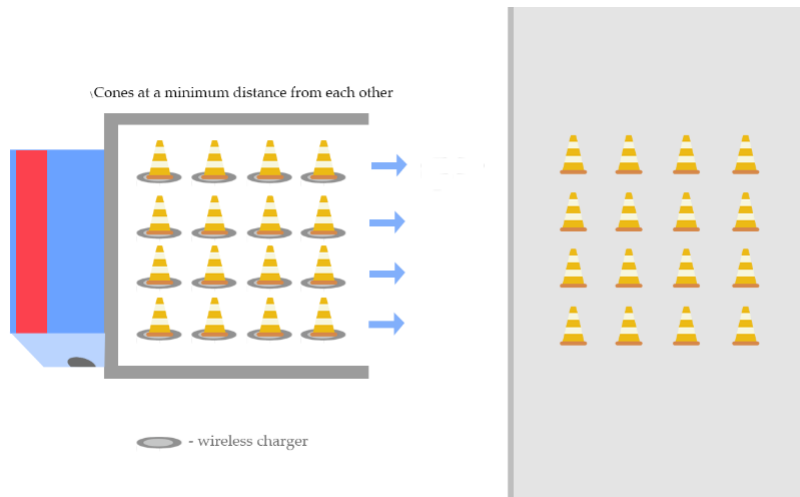 \Cones at a minimum distance from each other
- wireless charger